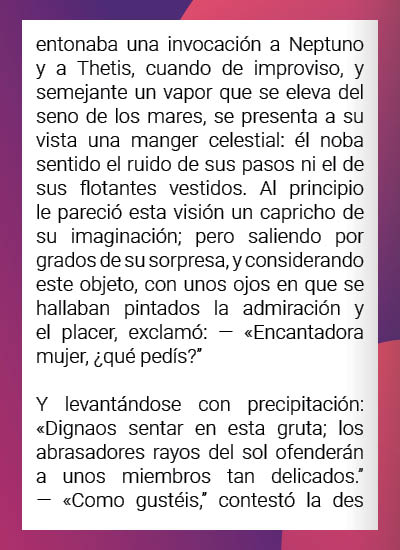 entonaba una invocación a Neptuno
y a Thetis, cuando de improviso, y
semejante un vapor que se eleva del
seno de los mares, se presenta a su
vista una manger celestial: él noba
sentido el ruido de sus pasos ni el de
sus flotantes vestidos. Al principio
le pareció esta visión un capricho de
su imaginación; pero saliendo por
grados de su sorpresa, y considerando
este objeto, con unos ojos en que se
hallaban pintados la admiración y
el placer, exclamó: — «Encantadora
mujer, ¿qué pedís?”
Y levantándose con precipitación:
«Dignaos sentar en esta gruta; los
abrasadores rayos del sol ofenderán
a unos miembros tan delicados.”
— «Como gustéis,” contestó la des